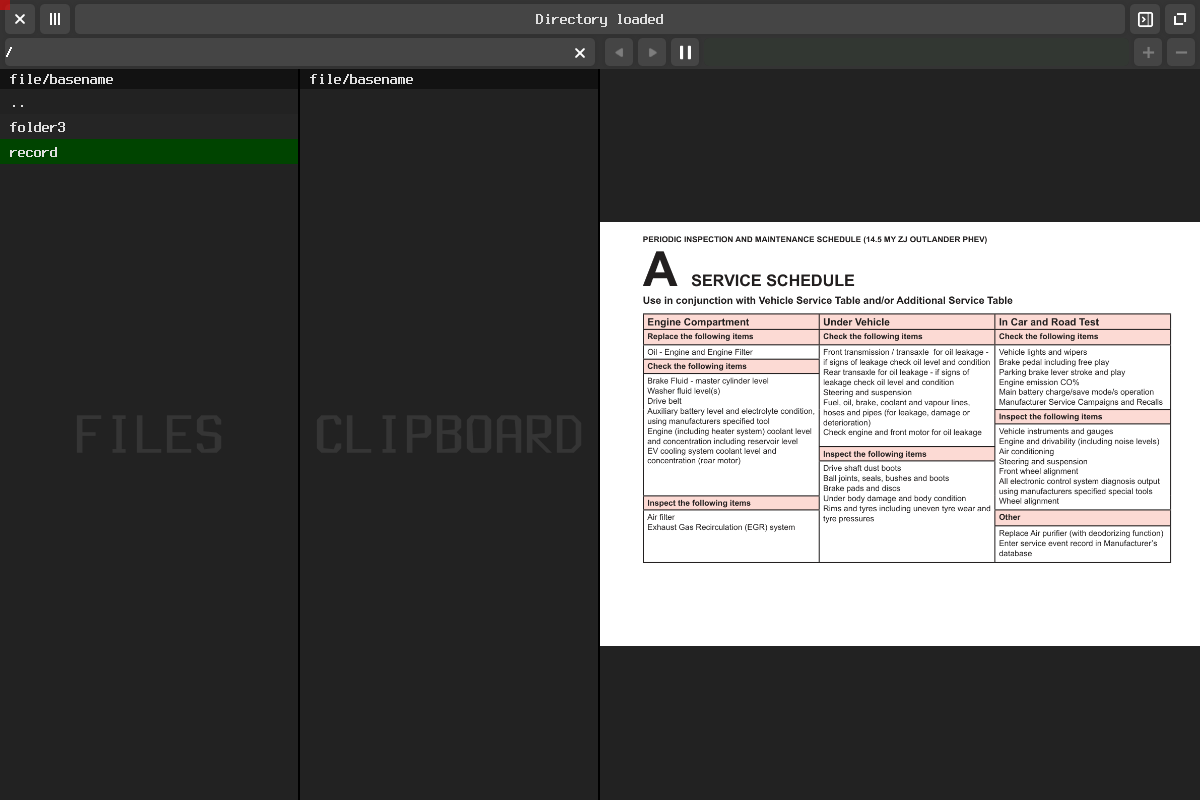 Directory loaded
/
file/basename
..
folder3
record
FILES
file/basename
CLIPBOARD
PERIODIC INSPECTION AND MAINTENANCE SCHEDULE (14.5 MY ZJ OUTLANDER PHEV)
A SERVICE SCHEDULE
Use in conjunction with Vehicle Service Table and/or Additional Service Table
Engine Compartment
Replace the following items
Oil - Engine and Engine Filter
Check the following items
Brake Fluid - master cylinder level
Washer fluid level(s)
Drive belt
Auxiliary battery level and electrolyte condition,
using manufacturers specified tool
Engine (including heater system) coolant level
and concentration including reservoir level
EV cooling system coolant level and
concentration (rear motor)
Inspect the following items
Air filter
Exhaust Gas Recirculation (EGR) system
Under Vehicle
Check the following items
Front transmission / transaxle for oil leakage -
if signs of leakage check oil level and condition
Rear transaxle for oil leakage - if signs of
leakage check oil level and condition
Steering and suspension
Fuel. oil, brake, coolant and vapour lines,
hoses and pipes (for leakage, damage or
deterioration)
Check engine and front motor for oil leakage
Inspect the following items
Drive shaft dust boots
Ball joints, seals, bushes and boots
Brake pads and discs
Under body damage and body condition
Rims and tyres including uneven tyre wear and
tyre pressures
In Car and Road Test
Check the following items
Vehicle lights and wipers
Brake pedal including free play
Parking brake lever stroke and play
Engine emission CO%
Main battery charge/save mode/s operation
Manufacturer Service Campaigns and Recalls
Inspect the following items
Vehicle instruments and gauges
Engine and drivability (including noise levels)
Air conditioning
Steering and suspension
Front wheel alignment
All electronic control system diagnosis output
using manufacturers specified special tools
Wheel alignment
Other
Replace Air purifier (with deodorizing function)
Enter service event record in Manufacturer's
database